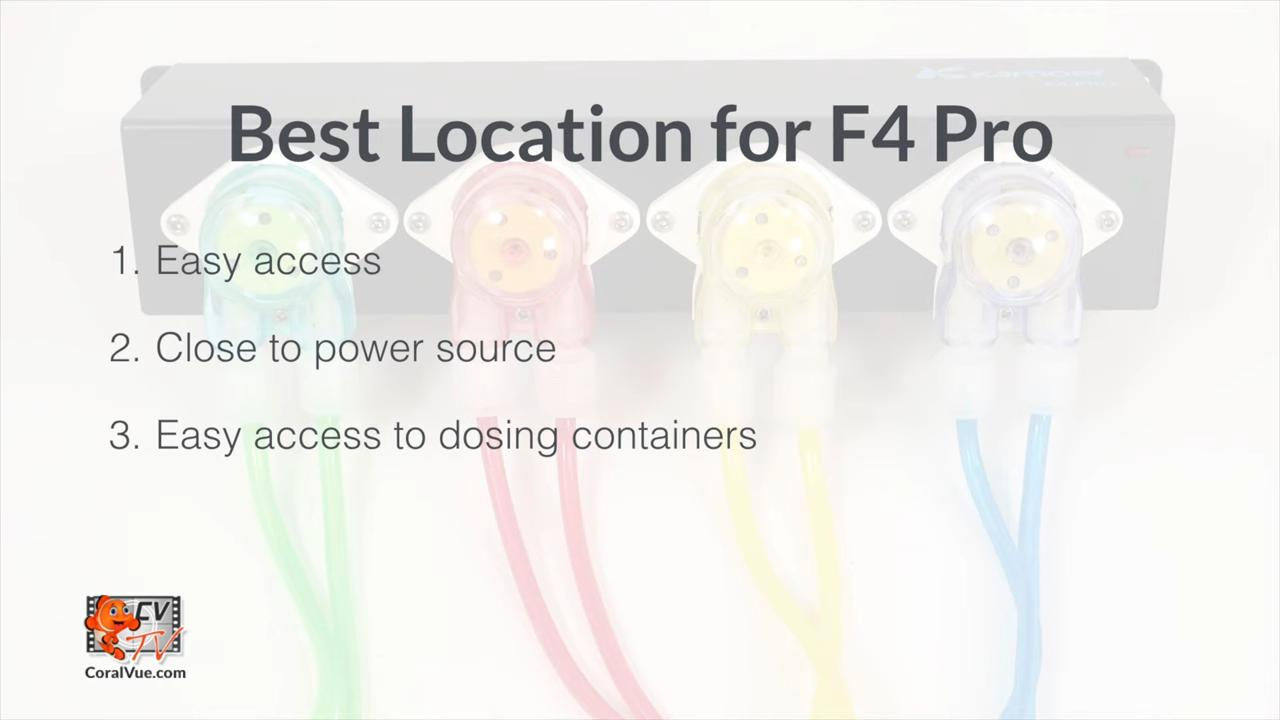 Kamoer
Best Location for F4 Pro
1. Easy access
2. Close to power source
3. Easy access to dosing containers
CV
TV
CoralVue.com